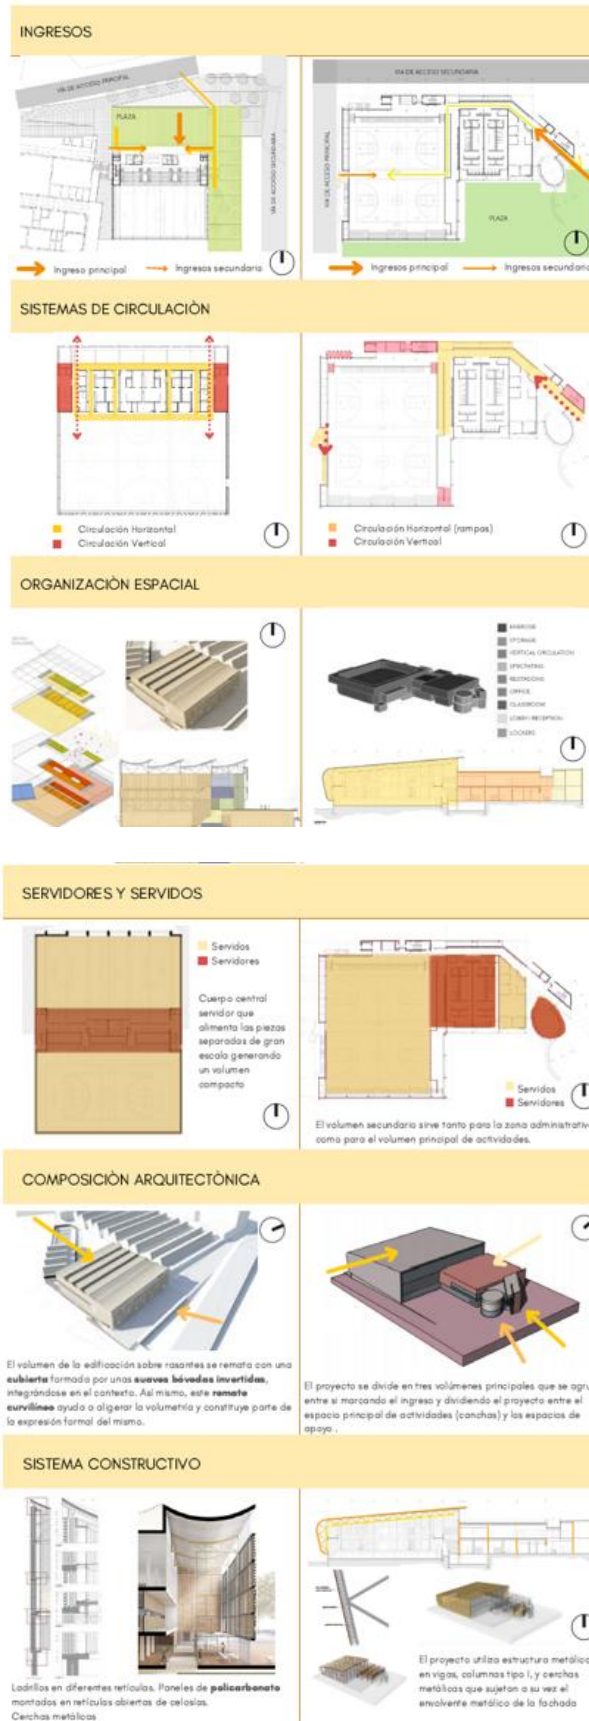 INGRESOS
VIA DE ACCESO PRINCIPAL
PLAZA
VIA DE ACCESO SECUNDARIA
Ingreso principal
Ingresos secundario
VIA DE ACCESO SECUNDARIA
VIA DE ACCESO PRINCIPAL
PLAZA
Ingresos principal
Ingresos secundario
SISTEMAS DE CIRCULACIÒN
Circulación Horizontal
Circulación Vertical
Circulación Horizontal (rampas)
Circulación Vertical
ORGANIZACIÒN ESPACIAL
STORAGE
VERTICAL CIRCULATION
SPECTATING
RESTROOMS
OFFICE
CLASSROOM
LOBBY/RECEPTION
LOCKERS
SERVIDORES Y SERVIDOS
Servidos
Servidores
Cuerpo central
servidor que
alimenta las piezas
separadas de gran
escala generando
un volumen
compacto
Servidos
Servidores
El volumen secundario sirve tanto para la zona administrativ
como para el volumen principal de actividades.
COMPOSICIÒN ARQUITECTÒNICA
El volumen de la edificación sobre rasantes se remata con una
cubierta formada por unas suaves bóvedas invertidas,
integrándose en el contexto. Así mismo, este remate
curvilíneo ayuda a aligerar la volumetría y constituye parte de
la expresión formal del mismo.
El proyecto se divide en tres volúmenes principales que se agru
entre si marcando el ingreso y dividiendo el proyecto entre el
espacio principal de actividades (canchas) y los espacios de
apoyo .
SISTEMA CONSTRUCTIVO
Ladrillos en diferentes retículas. Paneles de policarbonato
montados en retículas abiertas de celosías.
Cerchas metálicas
El proyecto utiliza estructura metálica
en vigas, columnas tipo I, y cerchas
metálicas que sujetan a su vez el
envolvente metálico de la fachada